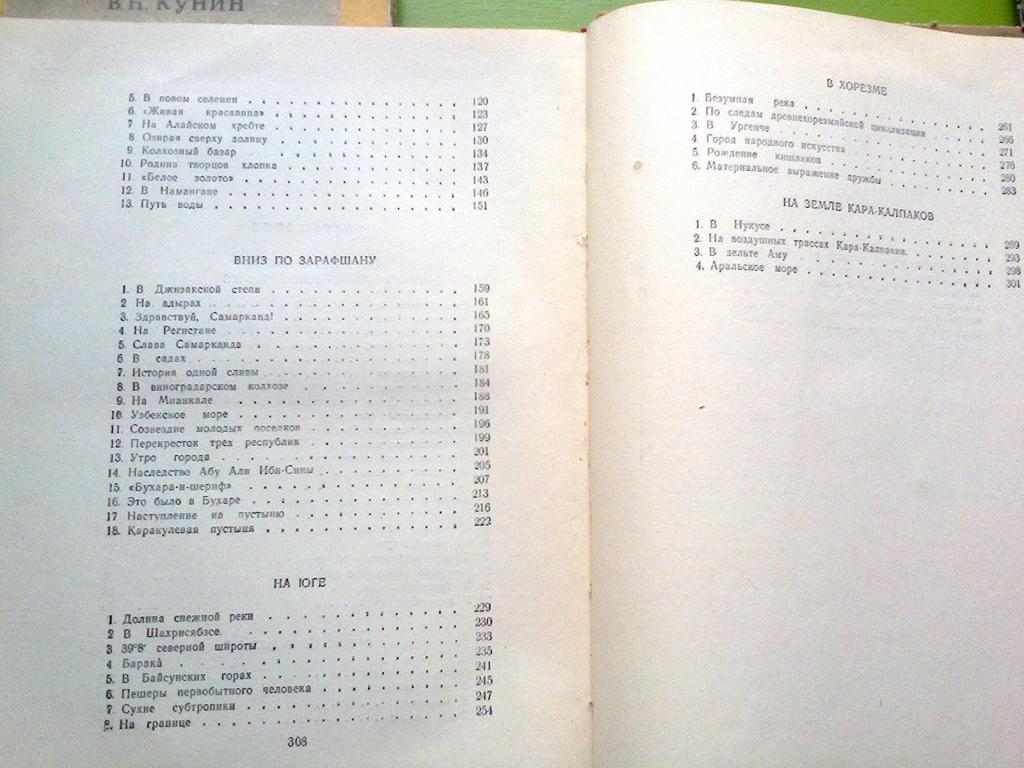 В.Н. КУНИН
5. В новом селении 120
6. «Живая красавица» 123
7 На Алайском хребте 127
8 Озирая сверху долину 130
9. Колхозный базар 134
10. Родина творцов хлопка 137
11. «Белое золото» 143
12. В Намангане 146
13. Путь воды 151
ВНИЗ ПО ЗАРАФШАНУ
1. В Джизакской степи 159
2 На адырах 161
3. Здравствуй, Самарканд! 165
4. На Регистане 170
5. Слава Самарканда 173
6 В садах 178
7. История одной сливы 181
8. В виноградарском колхозе 184
9. На Мианкале 188
10. Узбекское море 191
11. Созвездие молодых поселков 196
12. Перекресток трех республик 199
13. Утро города 201
14. Наследство Абу Али Ибн-Сины 205
15. «Бухара-и-шериф» 207
16. Это было в Бухаре 213
17 Наступление на пустыню 216
18. Каракулевая пустыня 222
НА ЮГЕ
1. Долина снежной реки 229
2 В Шахрисябзе. 230
3 39°8′ северной широты 233
4 Барака 235
5. В Байсунских горах 241
6. Пещеры первобытного человека 245
7. Сухие субтропики 247
8. На границе 254
308
В ХОРЕЗМЕ
1. Безумная река 261
2. По следам древнехорезмийской цивилизации 266
3. В Ургенче 271
4 Город народного искусства 276
5. Рождение кишлаков 280
6. Материальное выражение дружбы 283
НА ЗЕМЛЕ КАРА-КАЛПАКОВ
1. В Нукусе 289
2. На воздушных трассах Кара-Калпакии. 293
3. В дельте Аму 298
4. Аральское море 301